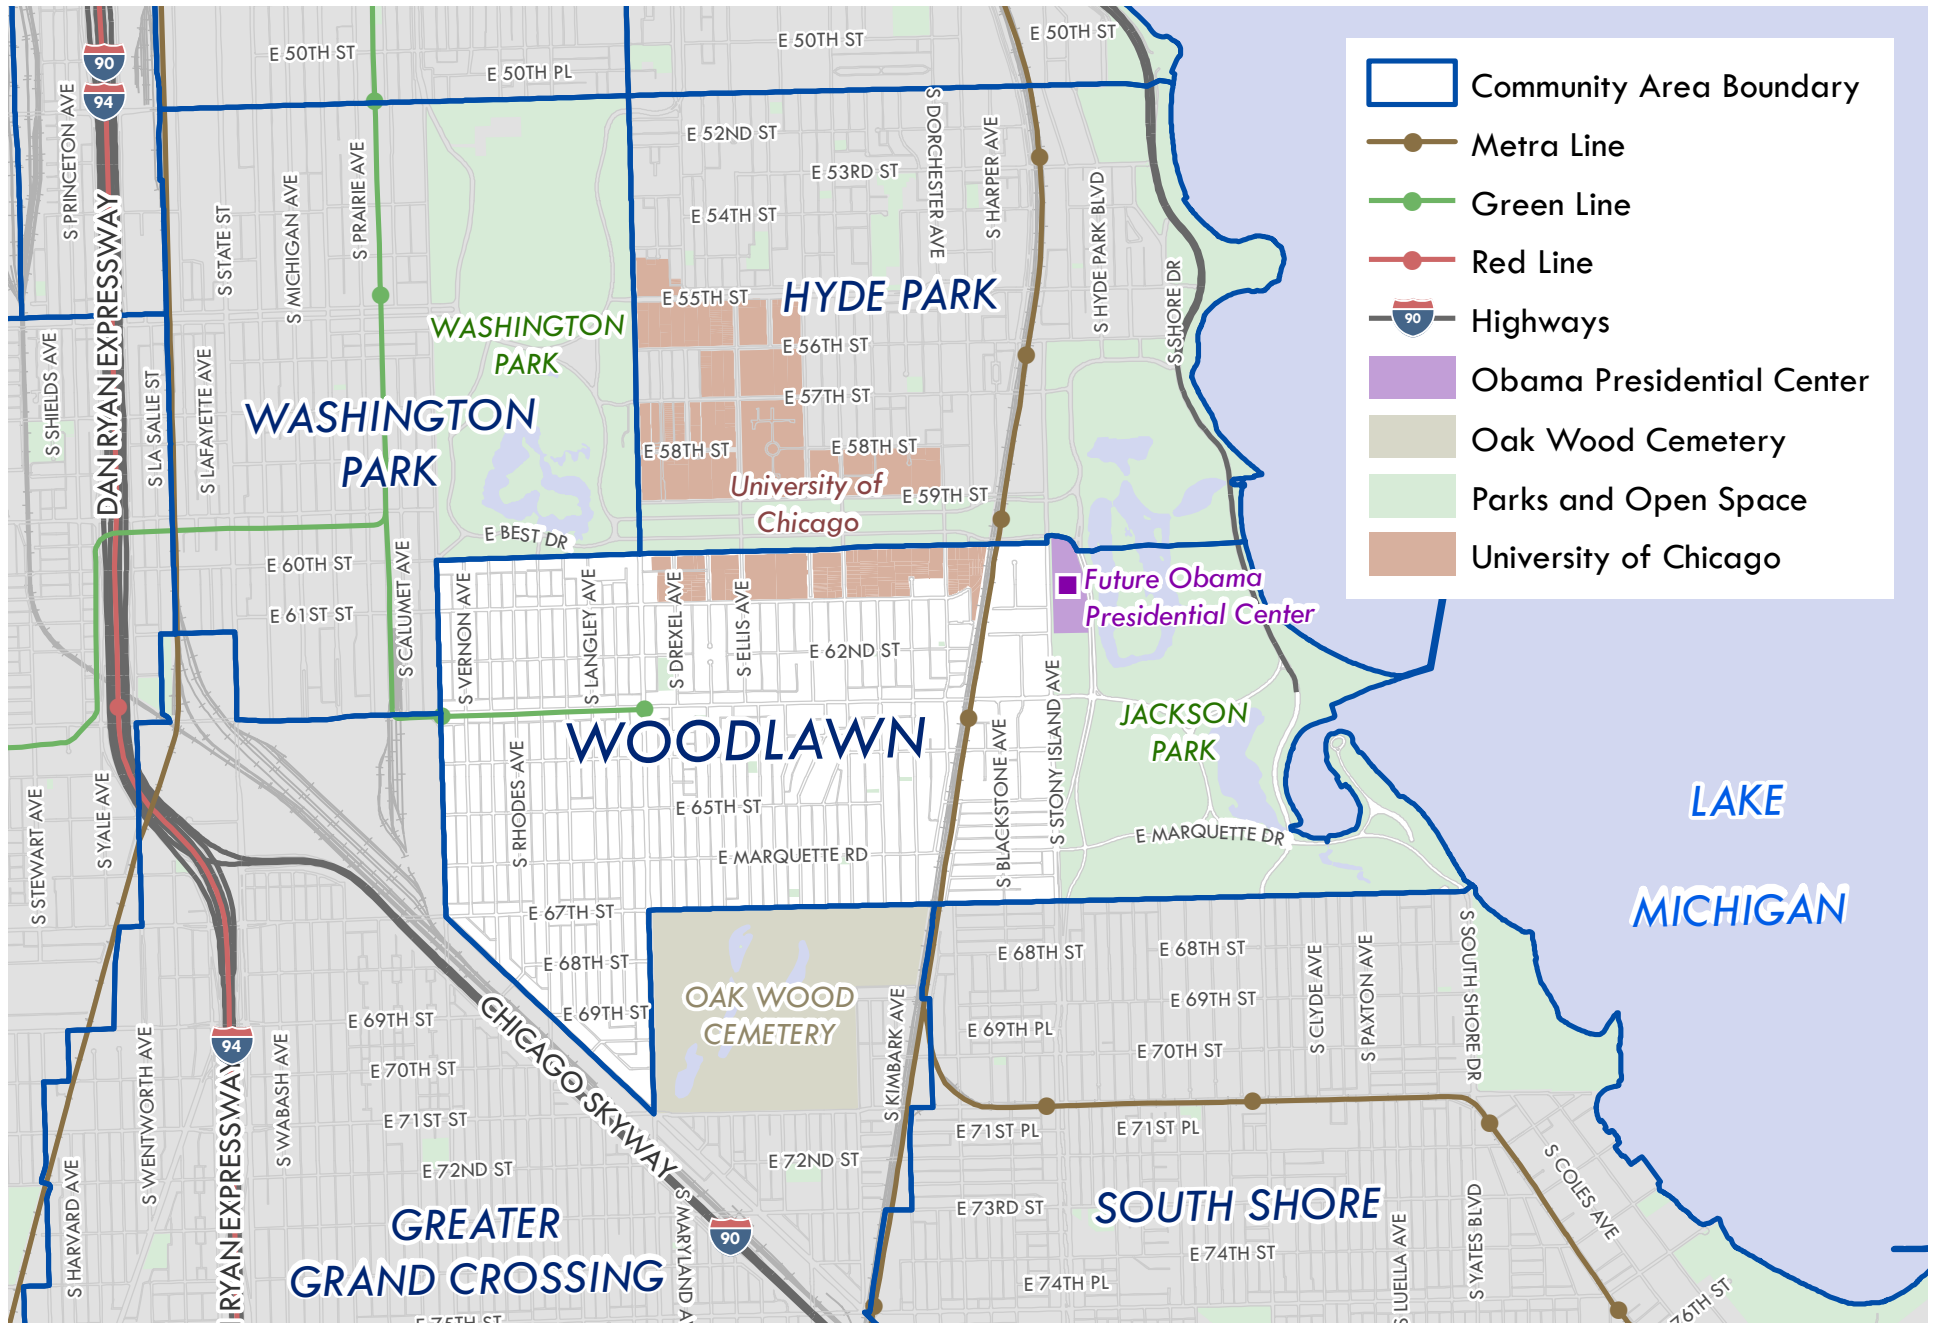 E 50TH ST
E 50TH PL
E 50TH ST
E 50TH ST
90
94
S PRINCETON AVE
DAN RYAN EXPRESSWAY
S STATE ST
S MICHIGAN AVE
S PRAIRIE AVE
E 52ND ST
E 53RD ST
E 54TH ST
S DORCHESTER AVE
S HARPER AVE
S HYDE PARK BLVD
S SHORE DR
E 55TH ST
HYDE PARK
E 56TH ST
E 57TH ST
E 58TH ST
E 58TH ST
University of
Chicago
E 59TH ST
WASHINGTON
PARK
WASHINGTON
PARK
S SHIELDS AVE
S LA SALLE ST
S LAFAYETTE AVE
E BEST DR
E 60TH ST
E 61ST ST
S CALUMET AVE
S VERNON AVE
S LANGLEY AVE
S DREXEL AVE
S ELLIS AVE
E 62ND ST
Future Obama
Presidential Center
WOODLAWN
JACKSON
PARK
S STONY ISLAND AVE
S BLACKSTONE AVE
S RHODES AVE
E 65TH ST
E MARQUETTE RD
E MARQUETTE DR
S STEWART AVE
S YALE AVE
E 67TH ST
E 68TH ST
E 69TH ST
OAK WOOD
CEMETERY
S KIMBARK AVE
E 68TH ST
E 68TH ST
E 69TH ST
E 69TH PL
E 70TH ST
S CLYDE AVE
S PAXTON AVE
S SOUTH SHORE DR
LAKE
MICHIGAN
94
CHICAGO SKYWAY
E 69TH ST
E 70TH ST
E 71ST ST
E 72ND ST
S WENTWORTH AVE
S WABASH AVE
S HARVARD AVE
RYAN EXPRESSWAY
GREATER
GRAND CROSSING
E 75TH ST
S MARYLAND A
90
E 72ND ST
E 71ST PL
E 71ST PL
E 73RD ST
SOUTH SHORE
E 74TH ST
E 74TH PL
S LUELLA AVE
S YATES BLVD
S COLES AVE
76TH ST
Community Area Boundary
Metra Line
Green Line
Red Line
90
Highways
Obama Presidential Center
Oak Wood Cemetery
Parks and Open Space
University of Chicago